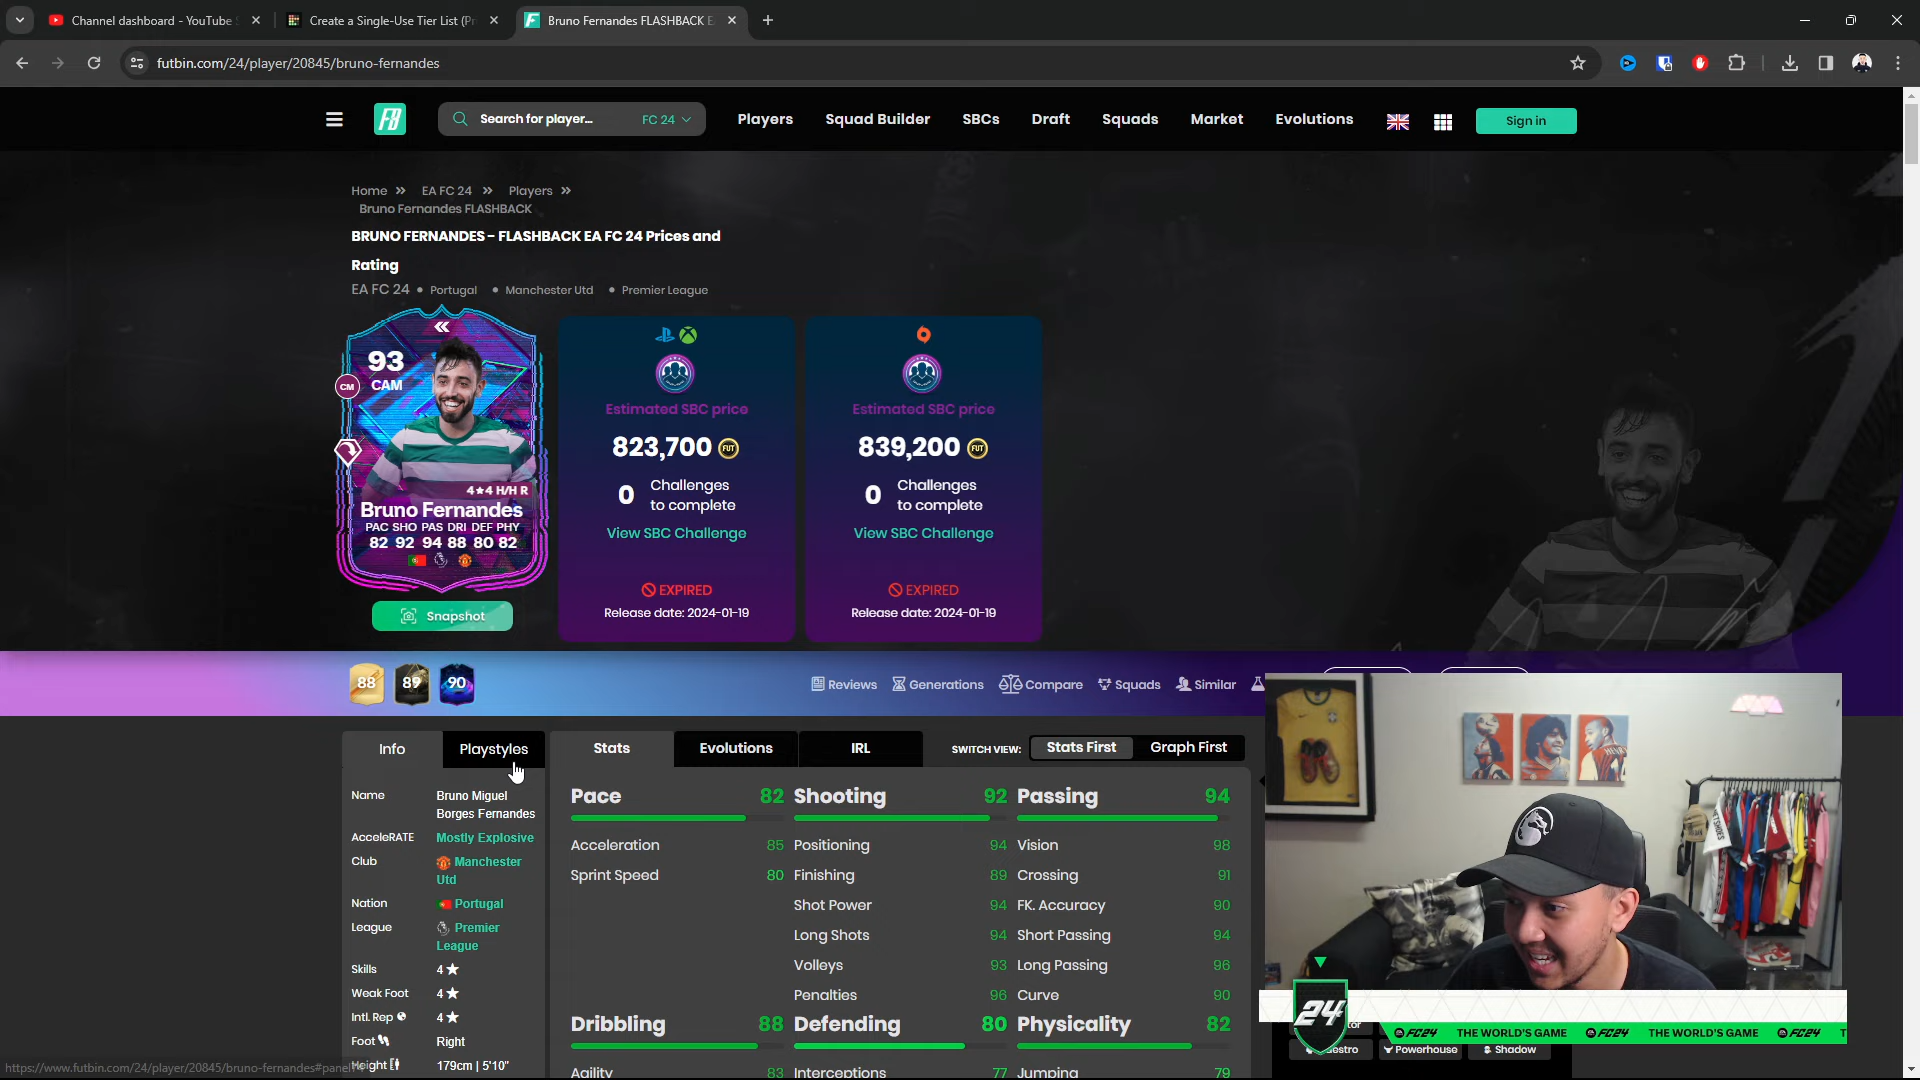 Channel dashboard - YouTube
Create a Single-Use Tier List
Bruno Fernandes FLASHBACK E
futbin.com/24/player/20845/bruno-fernandes
Search for player...
FC 24
Players
Squad Builder
SBCs
Draft
Squads
Market
Evolutions
Sign in
Home » EA FC 24 » Players »
Bruno Fernandes FLASHBACK
BRUNO FERNANDES - FLASHBACK EA FC 24 Prices and
Rating
EA FC 24 • Portugal • Manchester Utd • Premier League
93
CAM
CM
4★4 H/H R
Bruno Fernandes
PAC SHO PAS DRI DEF PHY
82 92 94 88 80 82
Snapshot
Estimated SBC price
823,700 FUT
0 Challenges
to complete
View SBC Challenge
EXPIRED
Release date: 2024-01-19
Estimated SBC price
839,200 FUT
0 Challenges
to complete
View SBC Challenge
EXPIRED
Release date: 2024-01-19
88 89 90
Reviews Generations Compare Squads Similar
Info Playstyles
Stats Evolutions IRL SWITCH VIEW: Stats First Graph First
Name Bruno Miguel
Borges Fernandes
AcceleRATE Mostly Explosive
Club Manchester
Utd
Nation Portugal
League Premier
League
Skills 4★
Weak Foot 4★
Intl. Rep 4★
Foot Right
Height 179cm | 5'10"
Pace 82 Shooting 92 Passing 94
Acceleration 85 Positioning 94 Vision 98
Sprint Speed 80 Finishing 89 Crossing 91
Shot Power 94 FK. Accuracy 90
Long Shots 94 Short Passing 94
Volleys 93 Long Passing 96
Penalties 96 Curve 90
Dribbling 88 Defending 80 Physicality 82
Agility 83 Interceptions 77 Jumping 79
HENRY
24
FC24 THE WORLD'S GAME FC24 THE WORLD'S GAME FC24
Powerhouse Shadow
https://www.futbin.com/24/player/20845/bruno-fernandes#panel